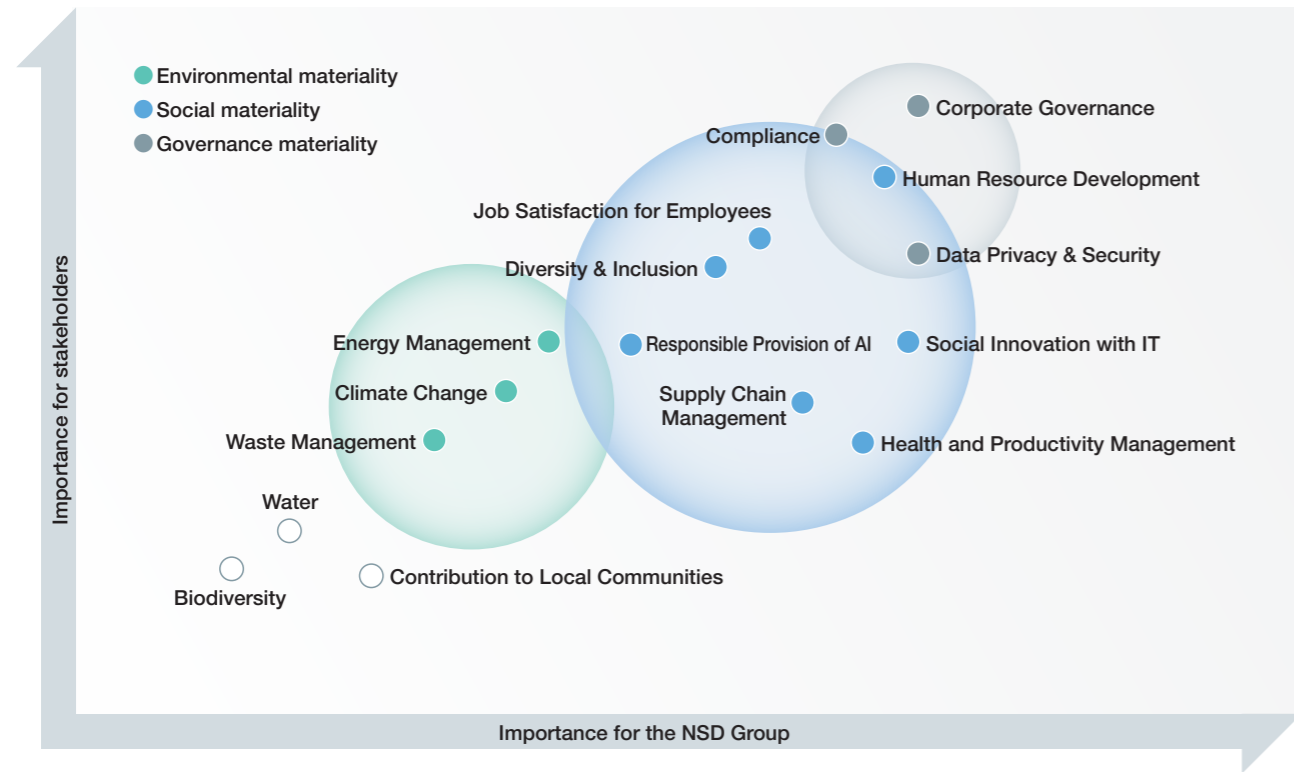 Environmental materiality
Social materiality
Governance materiality
Corporate Governance
Compliance
Human Resource Development
Job Satisfaction for Employees
Data Privacy & Security
Diversity & Inclusion
Energy Management
Responsible Provision of AI
Social Innovation with IT
Climate Change
Supply Chain
Management
Waste Management
Health and Productivity Management
Water
Contribution to Local Communities
Biodiversity
Importance for stakeholders
Importance for the NSD Group